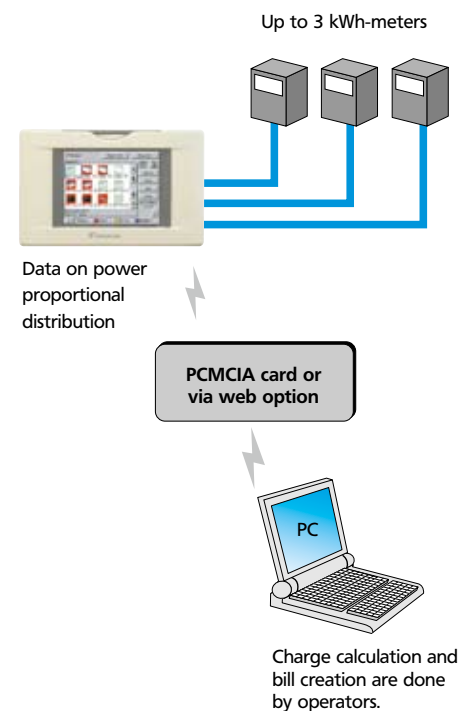 Up to 3 kWh-meters
Data on power
proportional
distribution
PCMCIA card or
via web option
PC
Charge calculation and
bill creation are done
by operators.